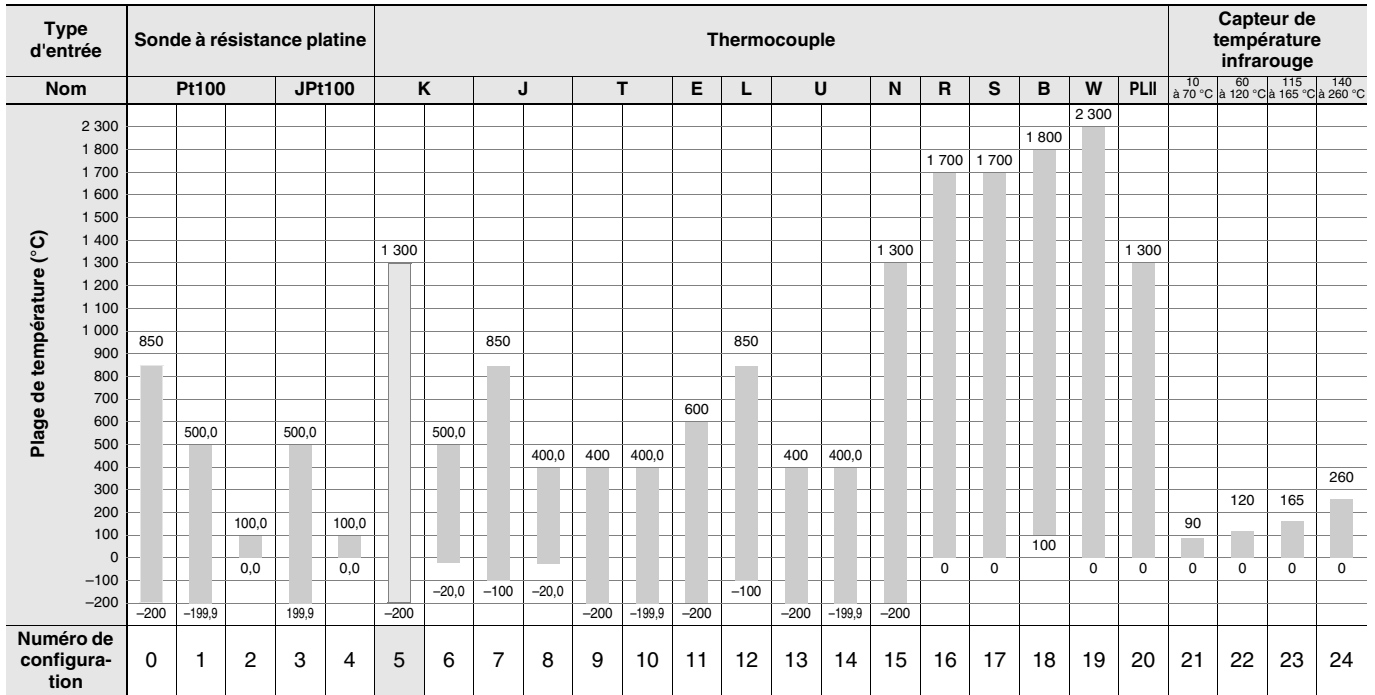 Type d'entrée Sonde à résistance platine Thermocouple Capteur de température infrarouge
Nom Pt100 JPt100 K J T E L U N R S B W PLII 10 à 70 °C 60 à 120 °C 115 à 165 °C 140 à 260 °C
Plage de température (°C)
2 300
1 800
1 700
1 600
1 500
1 400
1 300
1 200
1 100
1 000
900
800
700
600
500
400
300
200
100
0
–100
–200
2 300
1 800
1 700 1 700
1 300 1 300 1 300
850 850 850
600
500,0 500,0 500,0
400,0 400 400,0 400 400,0
260
100,0 100,0 90 120 165
100
0,0 0,0 0 0 0 0 0 0 0 0
–20,0 –100 –20,0 –100
–200 –199,9 199,9 –200 –200 –199,9 –200 –200 –199,9 –200
Numéro de configura-tion 0 1 2 3 4 5 6 7 8 9 10 11 12 13 14 15 16 17 18 19 20 21 22 23 24